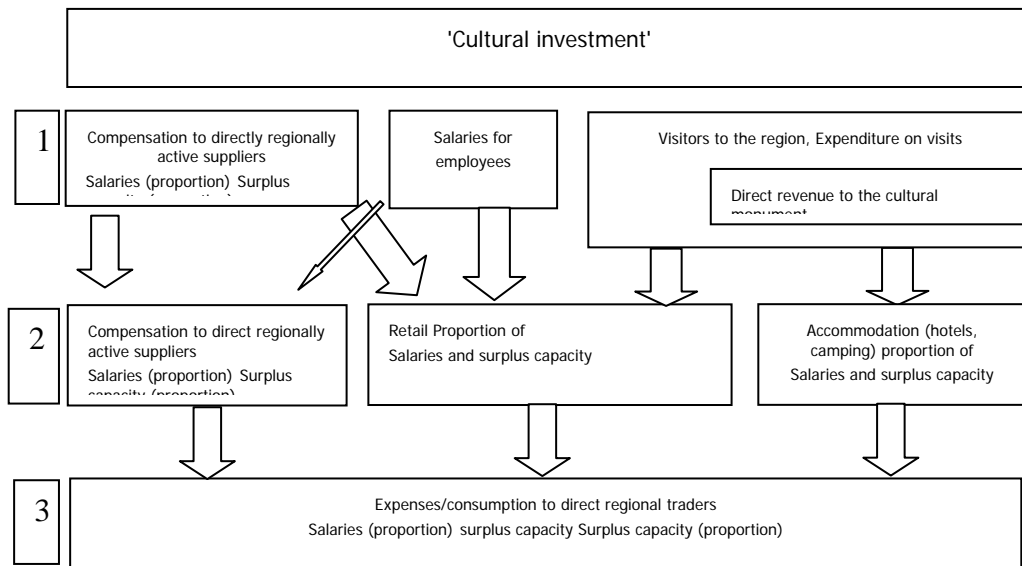 'Cultural investment'
1
Compensation to directly regionally
active suppliers
Salaries (proportion) Surplus
Salaries for
employees
Visitors to the region, Expenditure on visits
Direct revenue to the cultural
monument
2
Compensation to direct regionally
active suppliers
Salaries (proportion) Surplus
capacity (proportion)
Retail Proportion of
Salaries and surplus capacity
Accommodation (hotels,
camping) proportion of
Salaries and surplus capacity
3
Expenses/consumption to direct regional traders
Salaries (proportion) surplus capacity Surplus capacity (proportion)